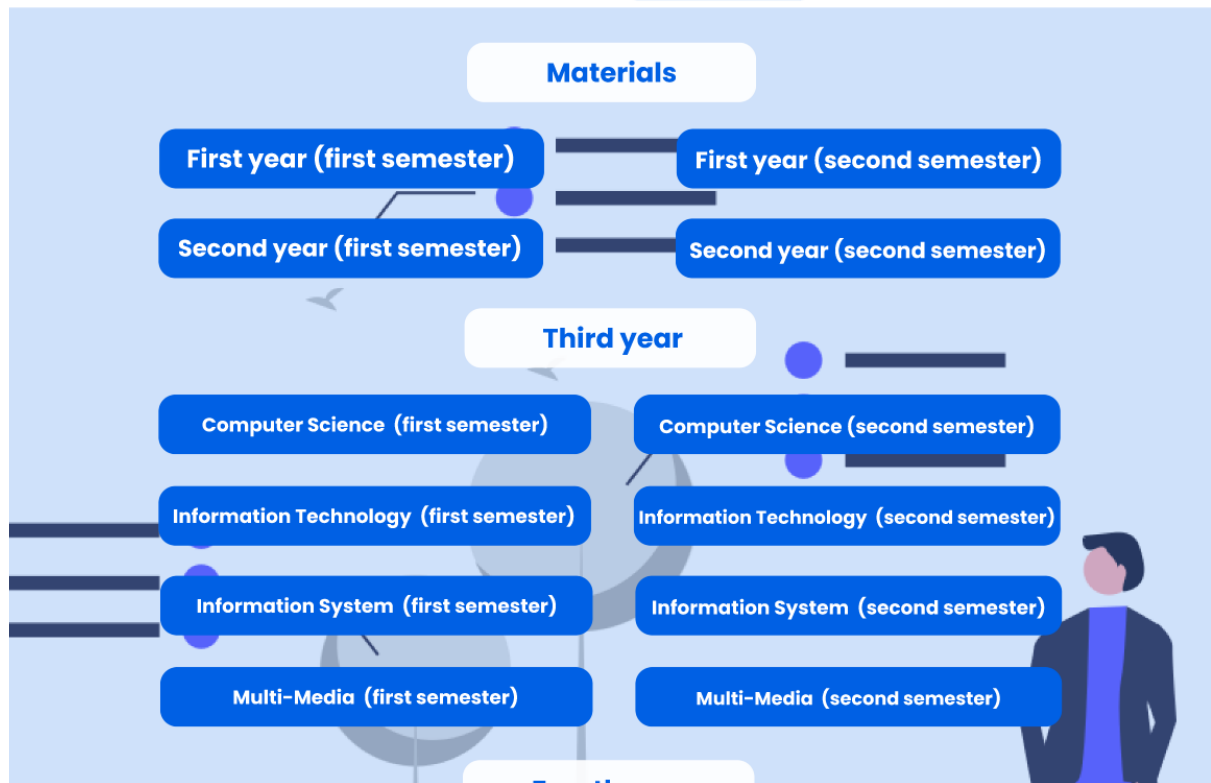 Materials
First year (first semester)
First year (second semester)
Second year (first semester)
Second year (second semester)
Third year
Computer Science (first semester)
Computer Science (second semester)
Information Technology (first semester)
Information Technology (second semester)
Information System (first semester)
Information System (second semester)
Multi-Media (first semester)
Multi-Media (second semester)